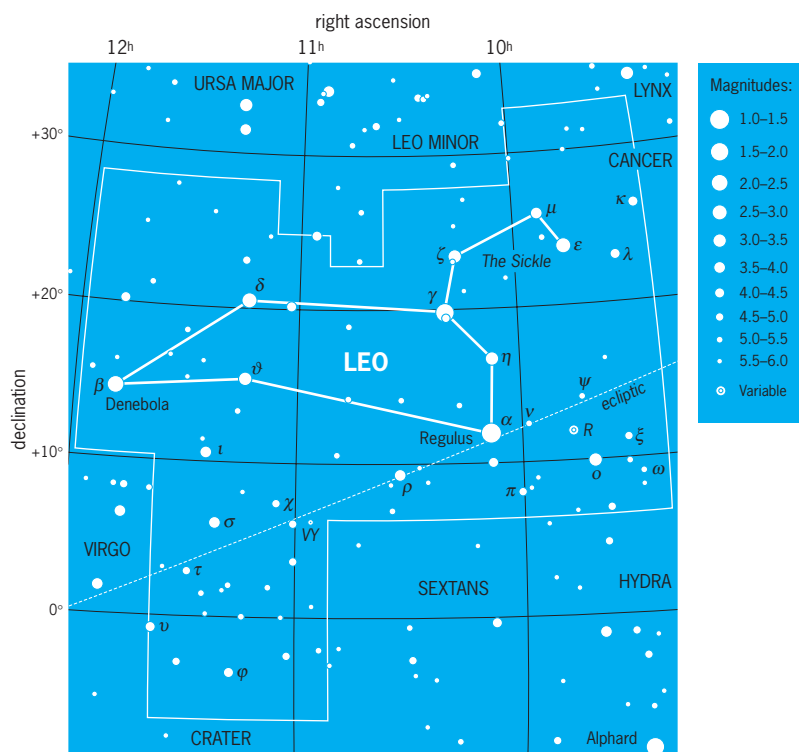 right ascension
12h
11h
10h
declination
+30°
+20°
+10°
0°
URSA MAJOR
LYNX
LEO MINOR
CANCER
κ
μ
ε
λ
ζ
The Sickle
δ
γ
LEO
η
β
Denebola
ϑ
ψ
ecliptic
α
ν
R
Regulus
ξ
ι
ο
ω
ρ
π
χ
σ
VY
VIRGO
τ
SEXTANS
HYDRA
υ
φ
CRATER
Alphard
Magnitudes:
1.0–1.5
1.5–2.0
2.0–2.5
2.5–3.0
3.0–3.5
3.5–4.0
4.0–4.5
4.5–5.0
5.0–5.5
5.5–6.0
Variable